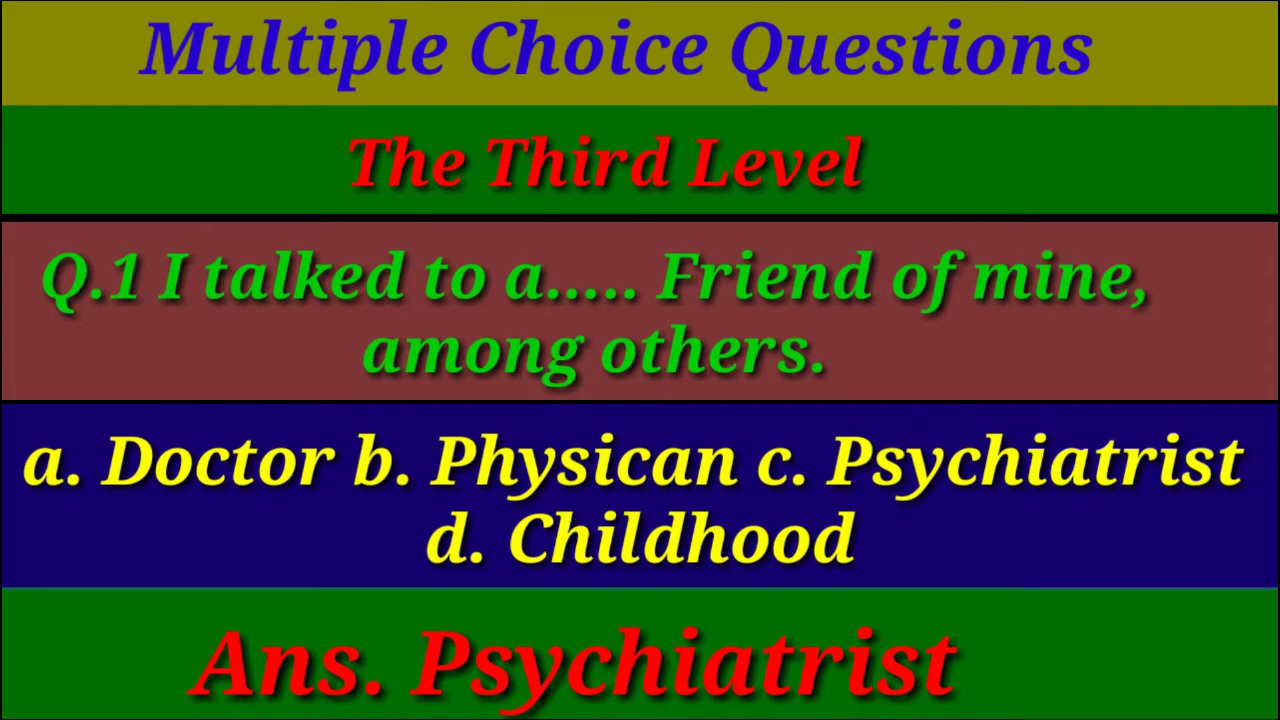 Multiple Choice Questions
The Third Level
Q.1 I talked to a..... Friend of mine,
among others.
a. Doctor b. Physican c. Psychiatrist
d. Childhood
Ans. Psychiatrist